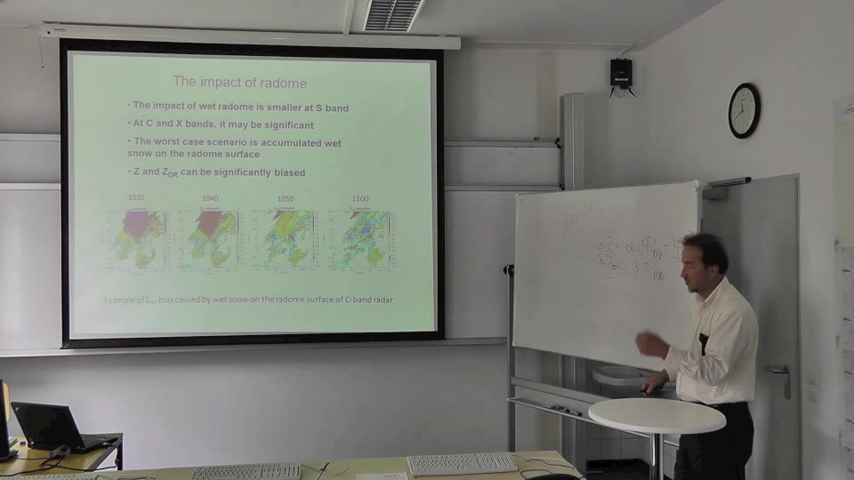 The impact of radome
• The impact of wet radome is smaller at S band
• At C and X bands, it may be significant
• The worst case scenario is accumulated wet
snow on the radome surface
• Z and ZDR can be significantly biased
1030 1040 1050 1100
Example of ZDR bias caused by wet snow on the radome surface of C-band radar